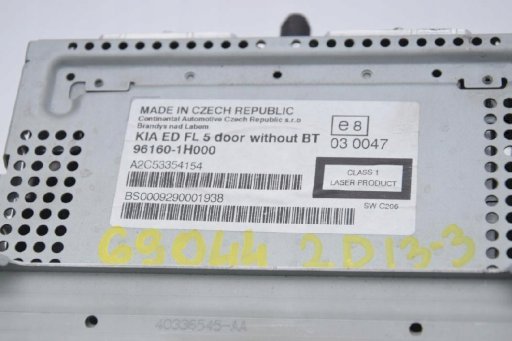 MADE IN CZECH REPUBLIC
Continental Automotive Czech Republic s.r.o
Brandys nad Labem
KIA ED FL 5 door without BT
96160-1H000
e8
03 0047
A2C53354154
CLASS 1
LASER PRODUCT
BS0009290001938
SW C206
G9044 2D13-3
40336545-AA